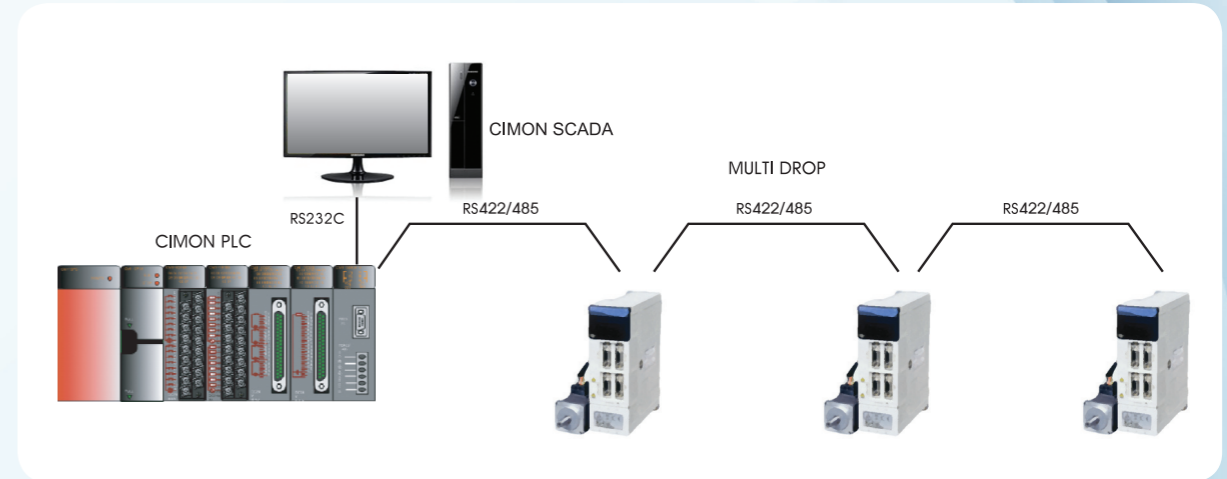 CIMON SCADA
MULTI DROP
RS232C
RS422/485
RS422/485
RS422/485
CIMON PLC